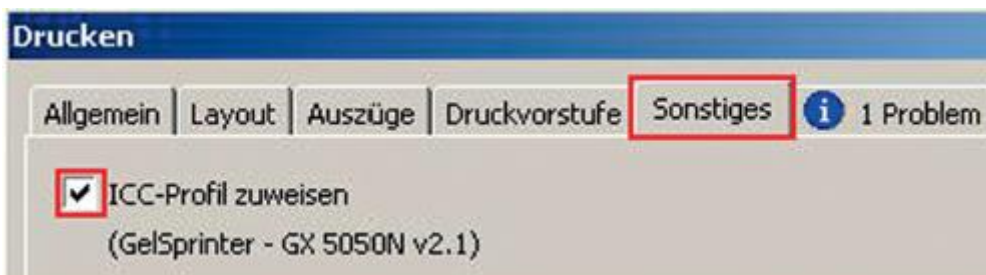 Drucken
Allgemein Layout Auszüge Druckvorstufe Sonstiges i 1 Problem
ICC-Profil zuweisen
(GelSprinter - GX 5050N v2.1)